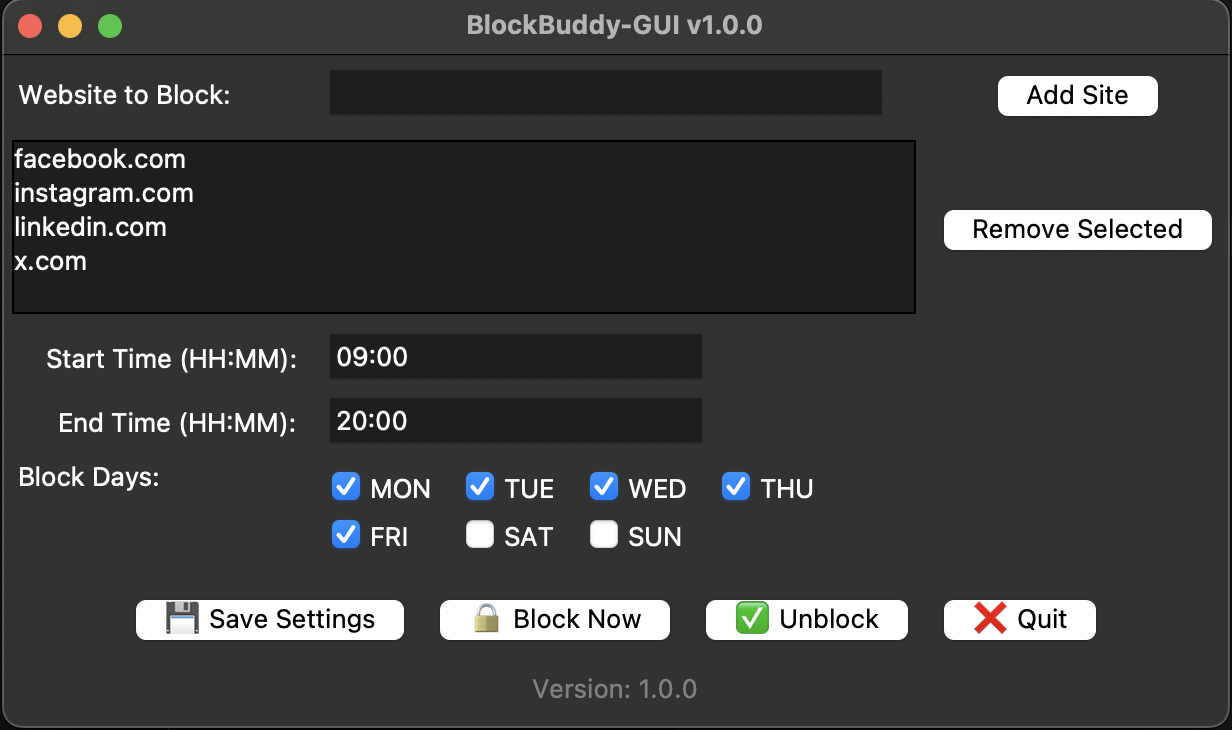 BlockBuddy-GUI v1.0.0
Website to Block:
Add Site
facebook.com
instagram.com
linkedin.com
x.com
Remove Selected
Start Time (HH:MM): 09:00
End Time (HH:MM): 20:00
Block Days:
MON TUE WED THU
FRI SAT SUN
Save Settings Block Now Unblock Quit
Version: 1.0.0